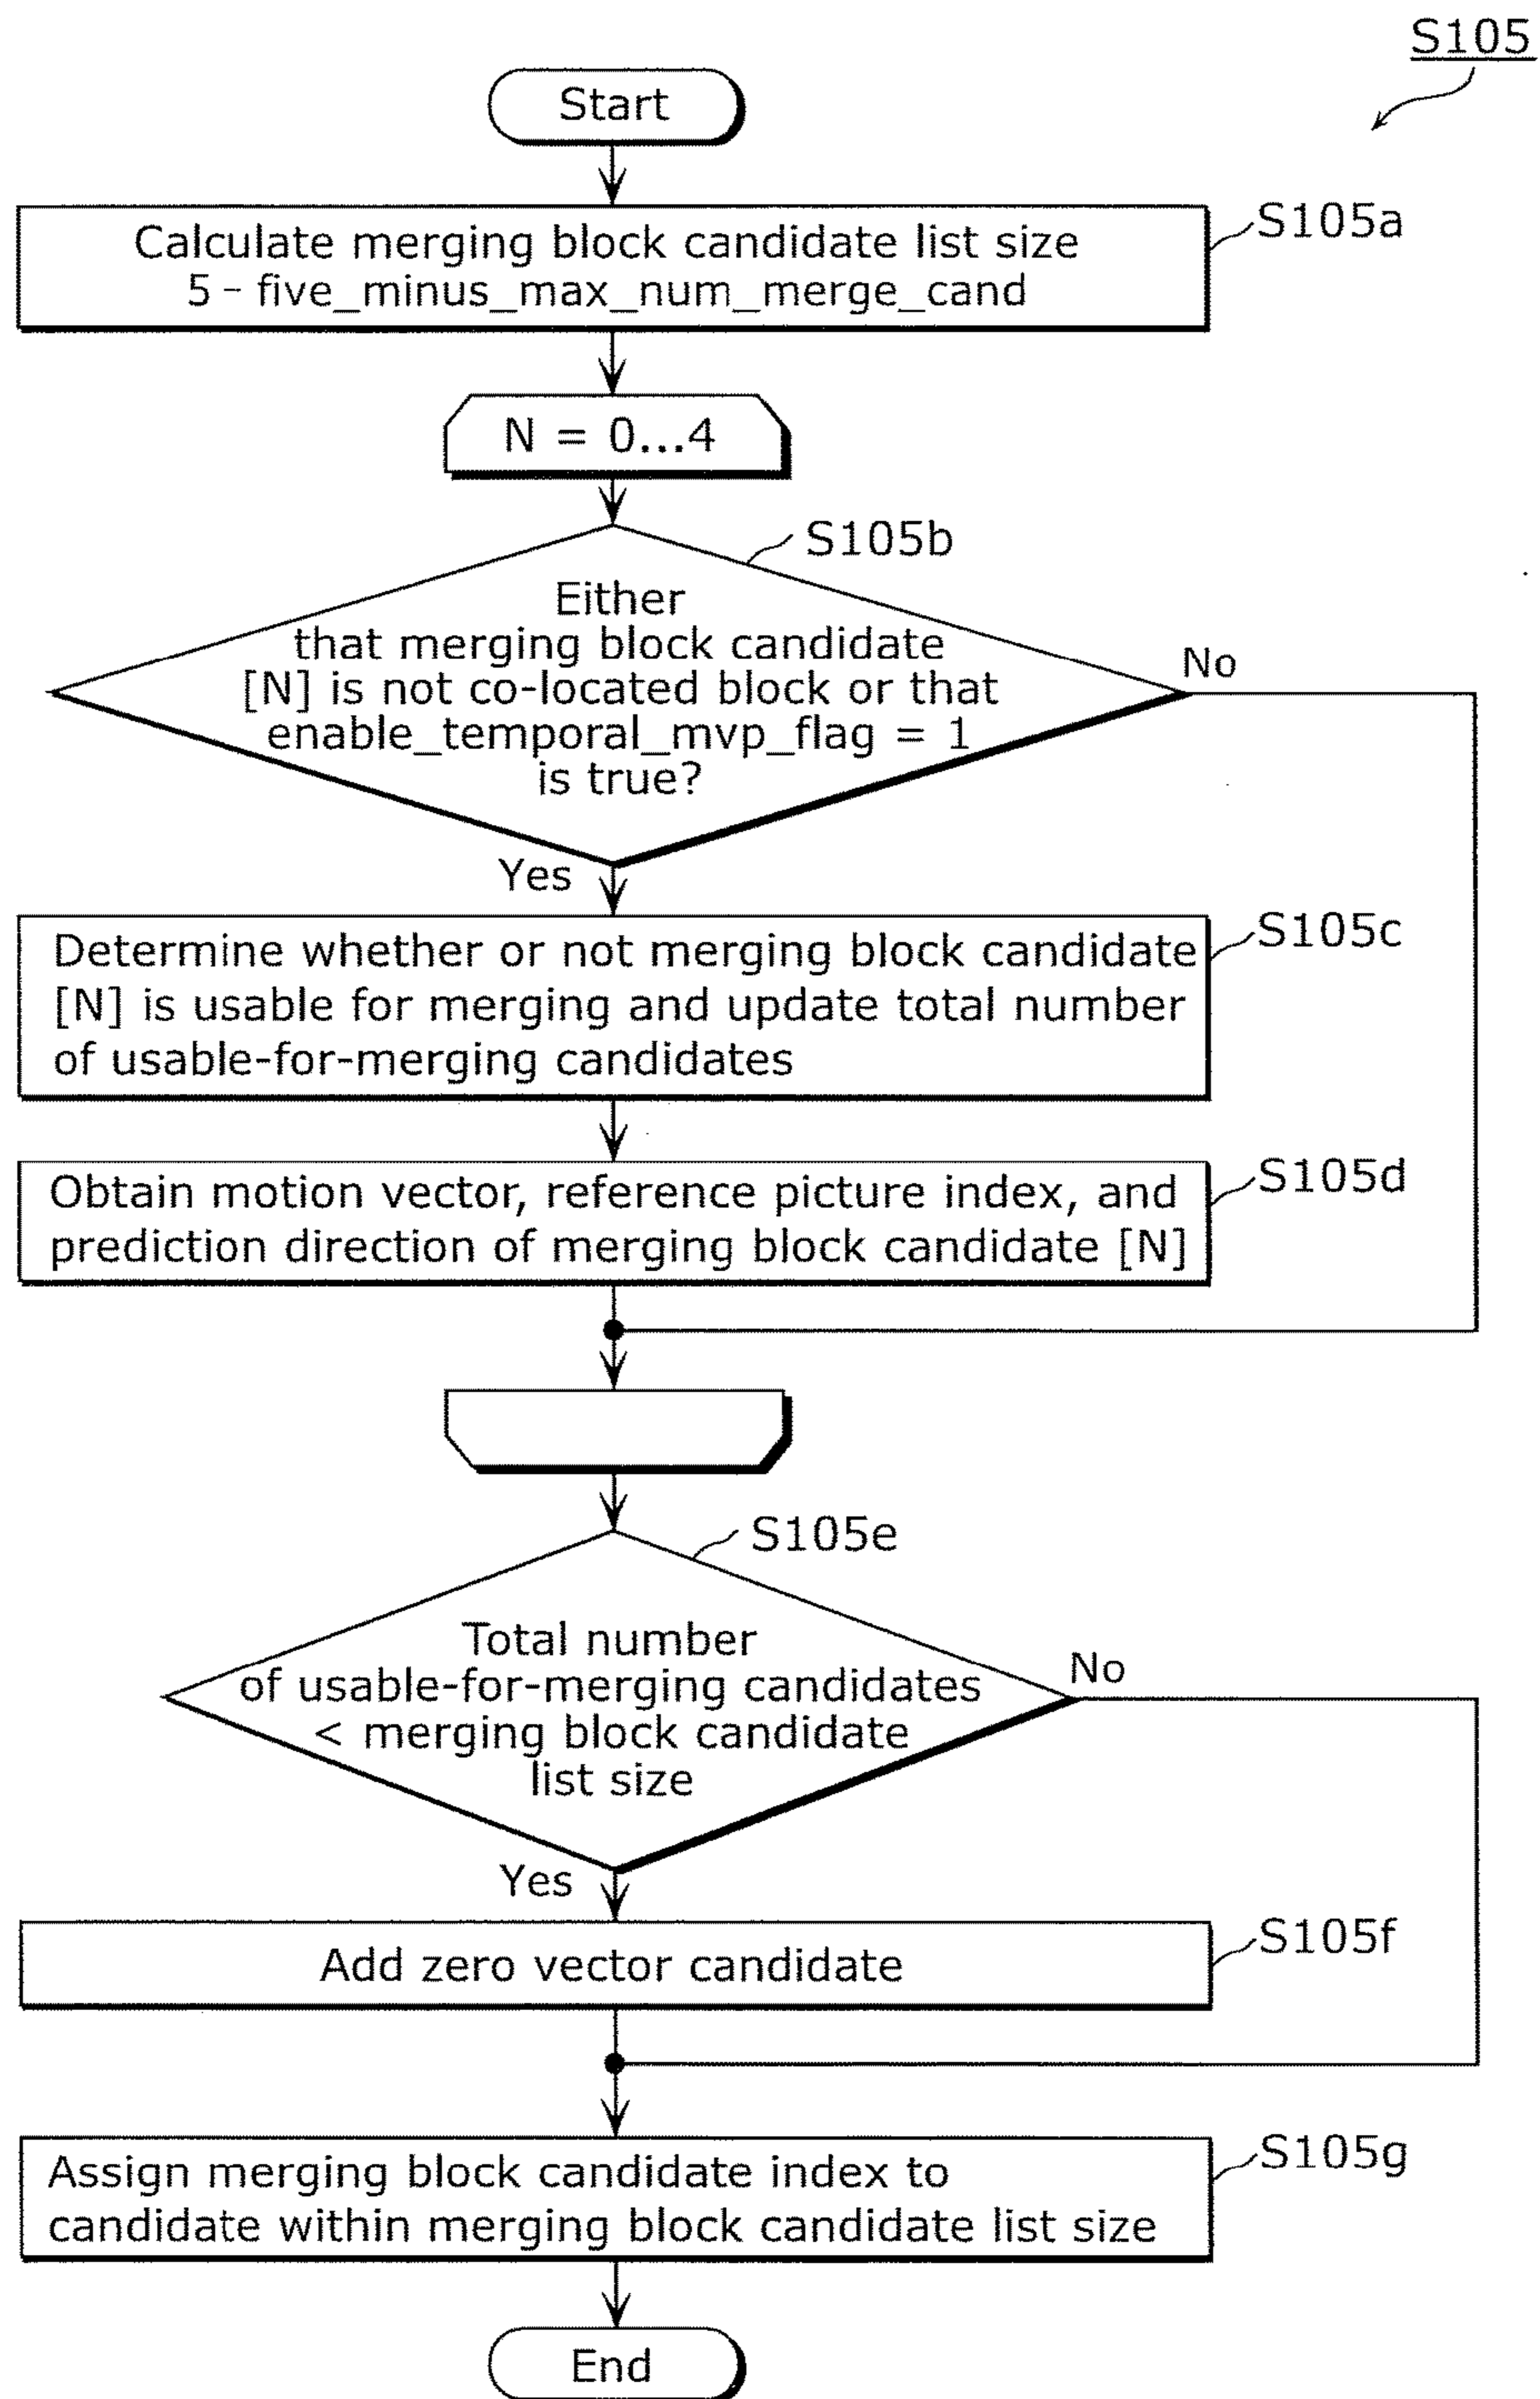 S105
Start
S105a
Calculate merging block candidate list size
5 - five_minus_max_num_merge_cand
N = 0...4
S105b
Either
that merging block candidate
[N] is not co-located block or that
enable_temporal_mvp_flag = 1
is true?
No
Yes
S105c
Determine whether or not merging block candidate
[N] is usable for merging and update total number
of usable-for-merging candidates
S105d
Obtain motion vector, reference picture index, and
prediction direction of merging block candidate [N]
S105e
Total number
of usable-for-merging candidates
< merging block candidate
list size
No
Yes
S105f
Add zero vector candidate
S105g
Assign merging block candidate index to
candidate within merging block candidate list size
End